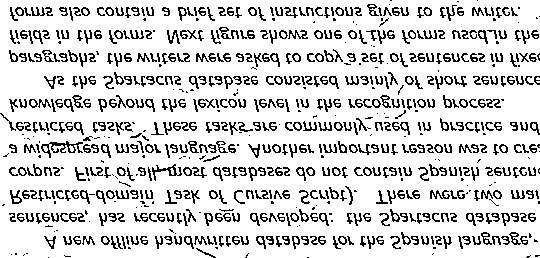 A new offline handwritten database for the Spanish language,
sentences, has recently been developed: the Spartacus database
Restricted-domain Task of Cursive Script). There were two mai
corpus. First of all, most databases do not contain Spanish senten
a widespread major language. Another important reason was to crea
restricted tasks. These tasks are commonly used in practice and
knowledge beyond the lexicon level in the recognition process.
As the Spartacus database consisted mainly of short sentence
paragraphs, the writers were asked to copy a set of sentences in fixe
fields in the forms. Next figure shows one of the forms used in the
forms also contain a brief set of instructions given to the writer.